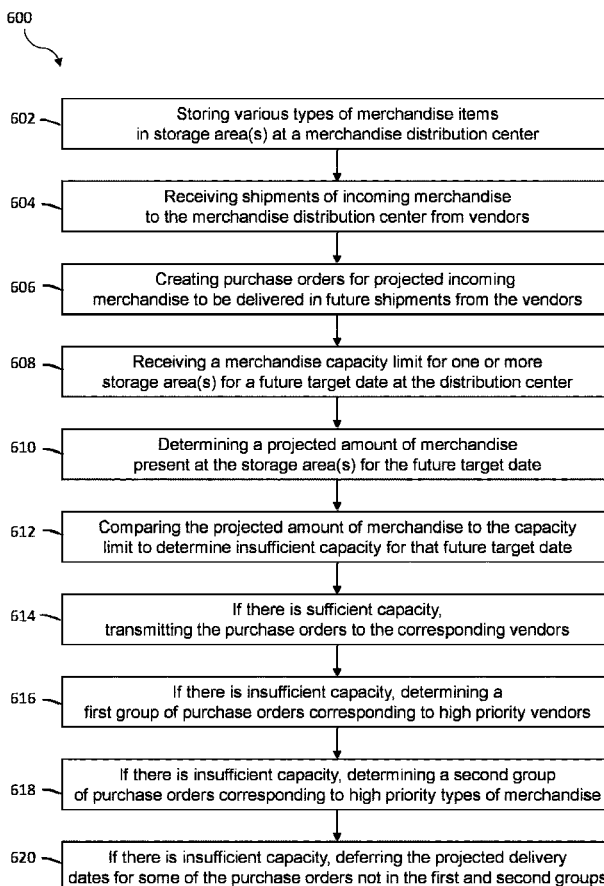 600
602
Storing various types of merchandise items
in storage area(s) at a merchandise distribution center
604
Receiving shipments of incoming merchandise
to the merchandise distribution center from vendors
606
Creating purchase orders for projected incoming
merchandise to be delivered in future shipments from the vendors
608
Receiving a merchandise capacity limit for one or more
storage area(s) for a future target date at the distribution center
610
Determining a projected amount of merchandise
present at the storage area(s) for the future target date
612
Comparing the projected amount of merchandise to the capacity
limit to determine insufficient capacity for that future target date
614
If there is sufficient capacity,
transmitting the purchase orders to the corresponding vendors
616
If there is insufficient capacity, determining a
first group of purchase orders corresponding to high priority vendors
618
If there is insufficient capacity, determining a second group
of purchase orders corresponding to high priority types of merchandise
620
If there is insufficient capacity, deferring the projected delivery
dates for some of the purchase orders not in the first and second groups